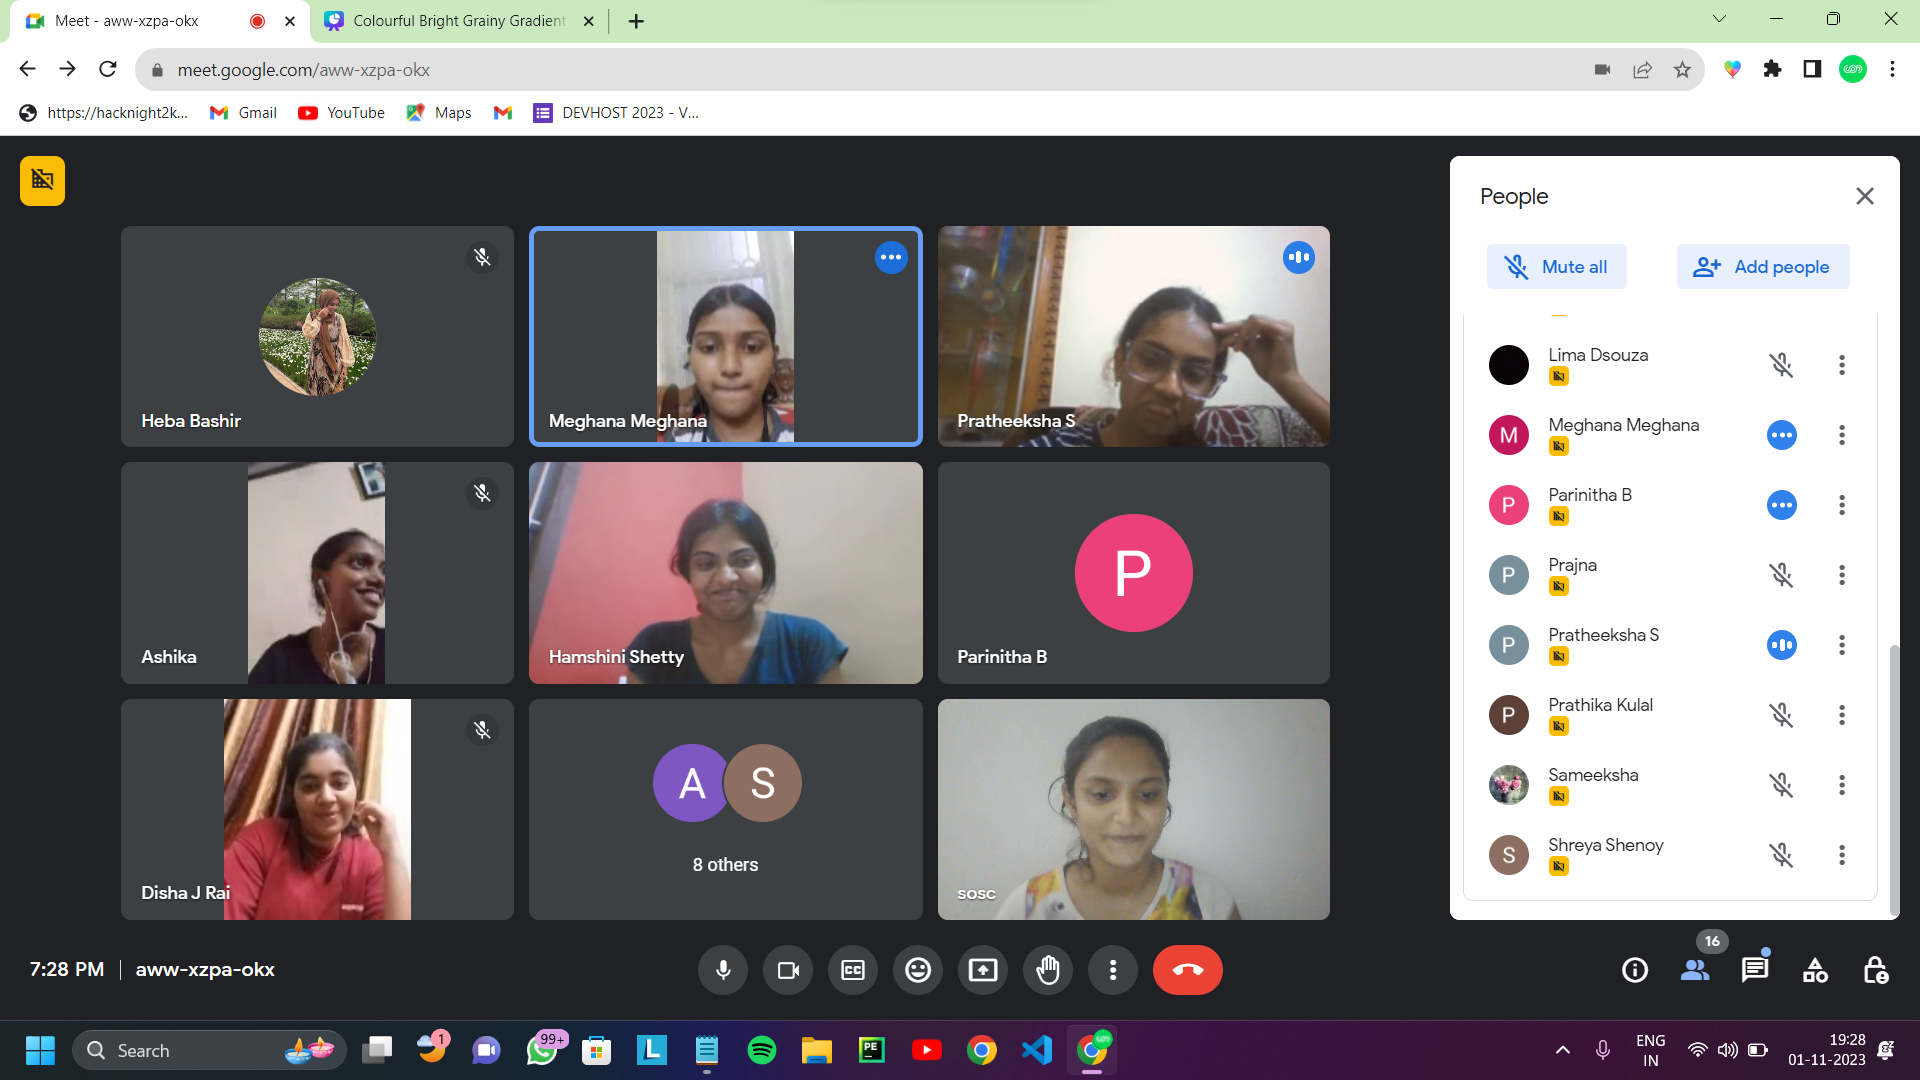 Meet - aww-xzpa-okx
Colourful Bright Grainy Gradient
meet.google.com/aww-xzpa-okx
https://hacknight2k...
Gmail
YouTube
Maps
DEVHOST 2023 - V...
People
Mute all
Add people
Heba Bashir
Meghana Meghana
Pratheeksha S
Ashika
Hamshini Shetty
P
Parinitha B
Disha J Rai
A
S
8 others
sosc
Lima Dsouza
M
Meghana Meghana
P
Parinitha B
P
Prajna
P
Pratheeksha S
P
Prathika Kulal
Sameeksha
S
Shreya Shenoy
7:28 PM
aww-xzpa-okx
CC
16
Search
1
99+
L
PE
ENG
IN
19:28
01-11-2023